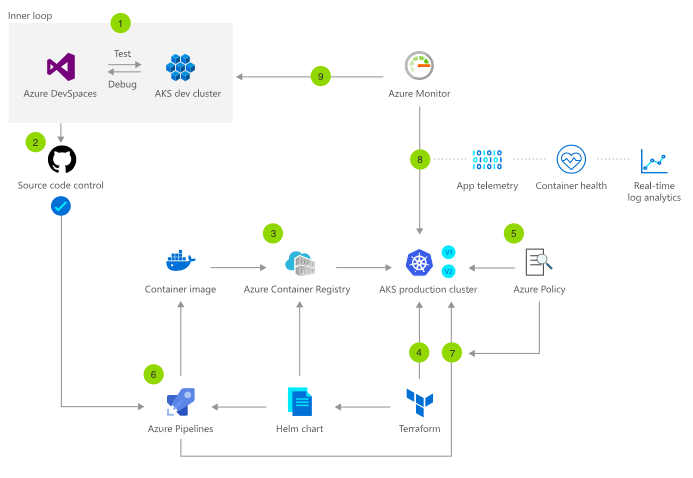 Inner loop
1
Test
Debug
Azure DevSpaces
AKS dev cluster
9
Azure Monitor
2
Source code control
8
App telemetry
Container health
Real-time
log analytics
3
5
V1
V2
Container image
Azure Container Registry
AKS production cluster
Azure Policy
4
7
6
Azure Pipelines
Helm chart
Terraform